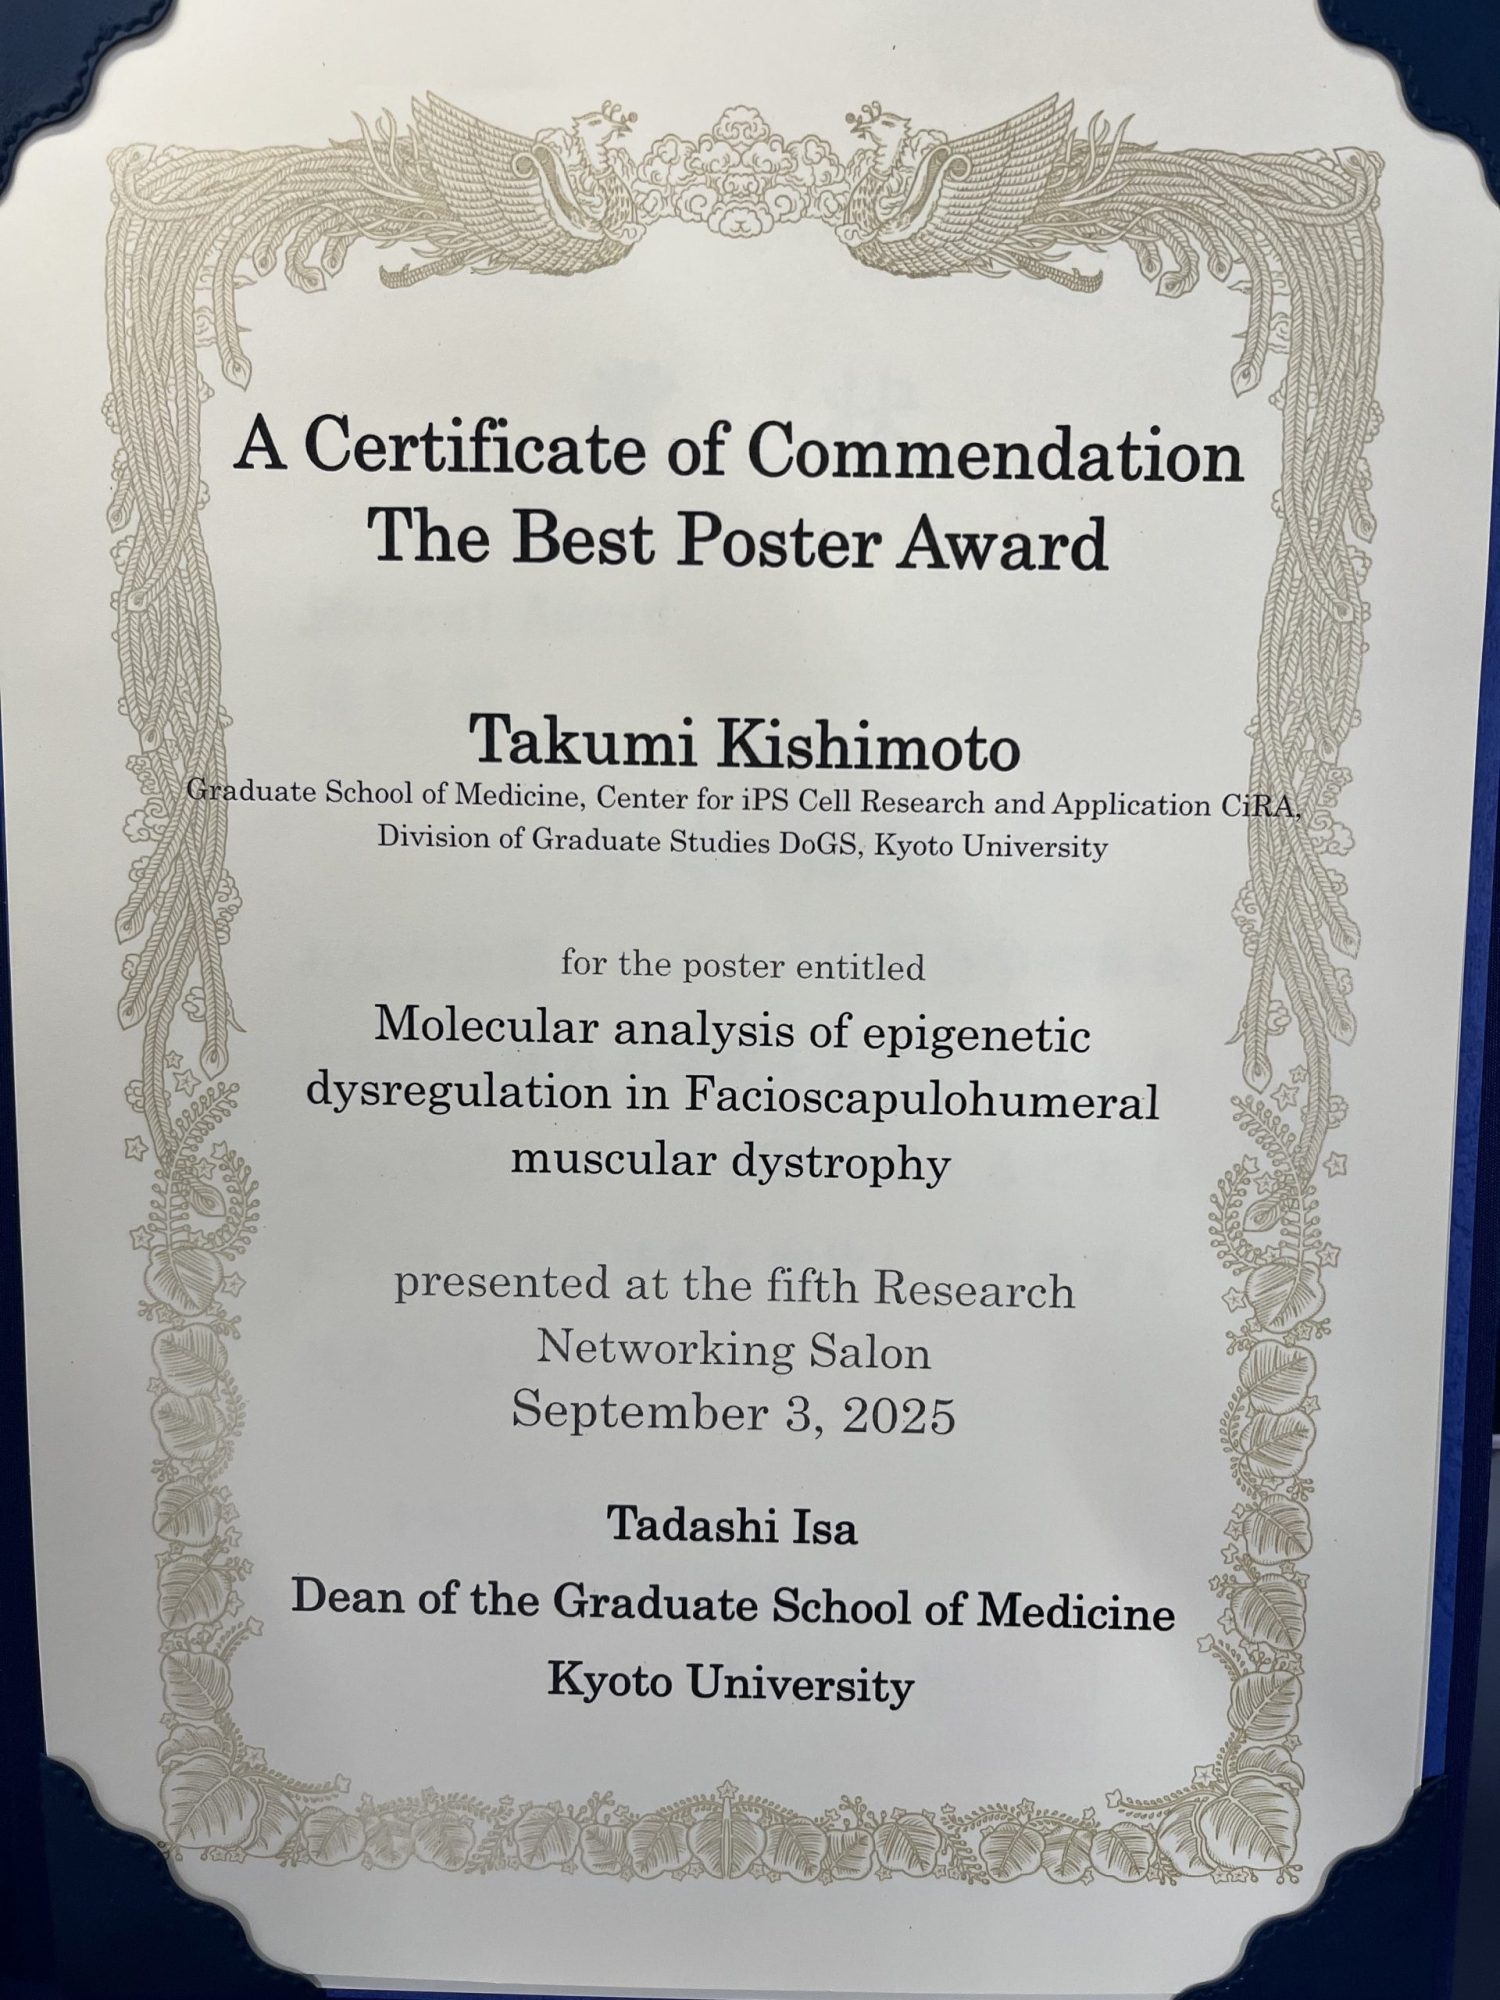 A Certificate of Commendation
The Best Poster Award
Takumi Kishimoto
Graduate School of Medicine, Center for iPS Cell Research and Application CiRA,
Division of Graduate Studies DoGS, Kyoto University
for the poster entitled
Molecular analysis of epigenetic
dysregulation in Facioscapulohumeral
muscular dystrophy
presented at the fifth Research
Networking Salon
September 3, 2025
Tadashi Isa
Dean of the Graduate School of Medicine
Kyoto University